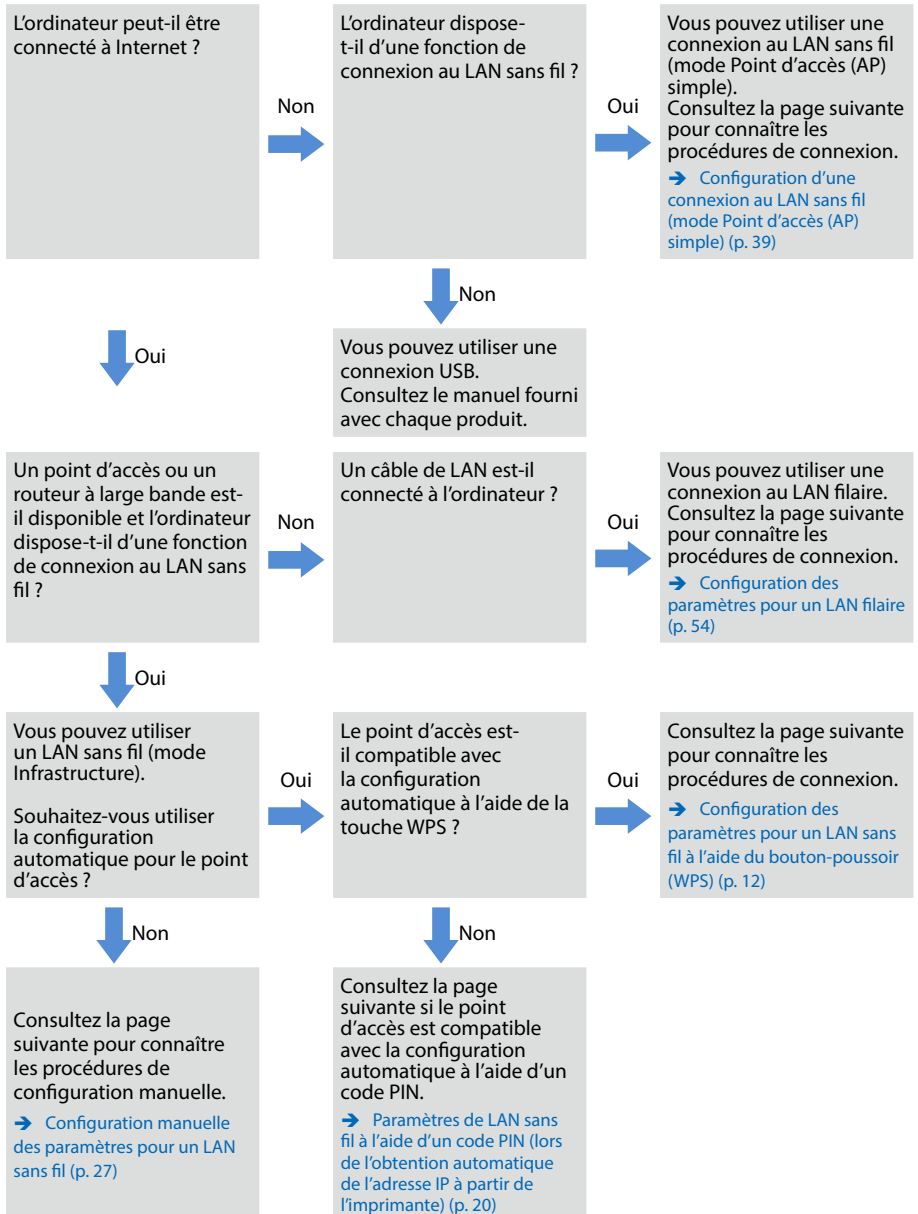 L'ordinateur peut-il être
connecté à Internet ?
Non
L'ordinateur dispose-
t-il d'une fonction de
connexion au LAN sans fil ?
Oui
Vous pouvez utiliser une
connexion au LAN sans fil
(mode Point d'accès (AP)
simple).
Consultez la page suivante
pour connaître les
procédures de connexion.
➔ Configuration d'une
connexion au LAN sans fil
(mode Point d'accès (AP)
simple) (p. 39)
Oui
Non
Vous pouvez utiliser une
connexion USB.
Consultez le manuel fourni
avec chaque produit.
Un point d'accès ou un
routeur à large bande est-
il disponible et l'ordinateur
dispose-t-il d'une fonction
de connexion au LAN sans
fil ?
Non
Un câble de LAN est-il
connecté à l'ordinateur ?
Oui
Vous pouvez utiliser une
connexion au LAN filaire.
Consultez la page suivante
pour connaître les
procédures de connexion.
➔ Configuration des
paramètres pour un LAN filaire
(p. 54)
Oui
Vous pouvez utiliser
un LAN sans fil (mode
Infrastructure).
Souhaitez-vous utiliser
la configuration
automatique pour le point
d'accès ?
Oui
Le point d'accès est-
il compatible avec
la configuration
automatique à l'aide de la
touche WPS ?
Oui
Consultez la page suivante
pour connaître les
procédures de connexion.
➔ Configuration des
paramètres pour un LAN sans
fil à l'aide du bouton-poussoir
(WPS) (p. 12)
Non
Non
Consultez la page
suivante pour connaître
les procédures de
configuration manuelle.
➔ Configuration manuelle
des paramètres pour un LAN
sans fil (p. 27)
Consultez la page
suivante si le point
d'accès est compatible
avec la configuration
automatique à l'aide d'un
code PIN.
➔ Paramètres de LAN sans
fil à l'aide d'un code PIN (lors
de l'obtention automatique
de l'adresse IP à partir de
l'imprimante) (p. 20)